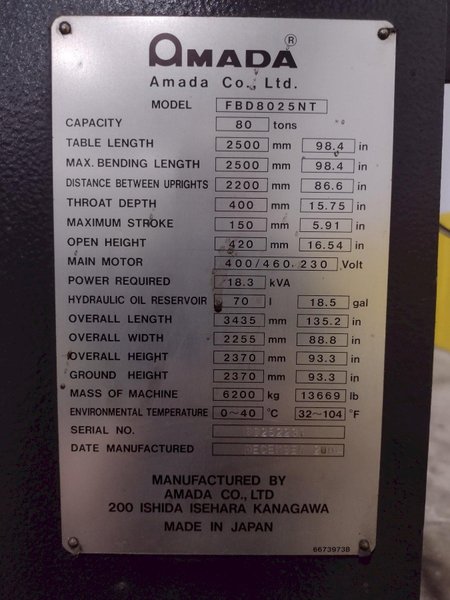 AMADA®
Amada Co., Ltd.
MODEL FBD8025NT
CAPACITY 80 tons
TABLE LENGTH 2500 mm 98.4 in
MAX. BENDING LENGTH 2500 mm 98.4 in
DISTANCE BETWEEN UPRIGHTS 2200 mm 86.6 in
THROAT DEPTH 400 mm 15.75 in
MAXIMUM STROKE 150 mm 5.91 in
OPEN HEIGHT 420 mm 16.54 in
MAIN MOTOR 400/460.230 Volt
POWER REQUIRED 18.3 kVA
HYDRAULIC OIL RESERVOIR 70 l 18.5 gal
OVERALL LENGTH 3435 mm 135.2 in
OVERALL WIDTH 2255 mm 88.8 in
OVERALL HEIGHT 2370 mm 93.3 in
GROUND HEIGHT 2370 mm 93.3 in
MASS OF MACHINE 6200 kg 13669 lb
ENVIRONMENTAL TEMPERATURE 0~40 °C 32~104 °F
SERIAL NO.
DATE MANUFACTURED DECEMBER
MANUFACTURED BY
AMADA CO., LTD
200 ISHIDA ISEHARA KANAGAWA
MADE IN JAPAN
66739738